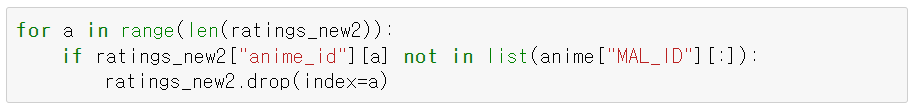 for a in range(len(ratings_new2)):
    if ratings_new2["anime_id"][a] not in list(anime["MAL_ID"][:]):
        ratings_new2.drop(index=a)